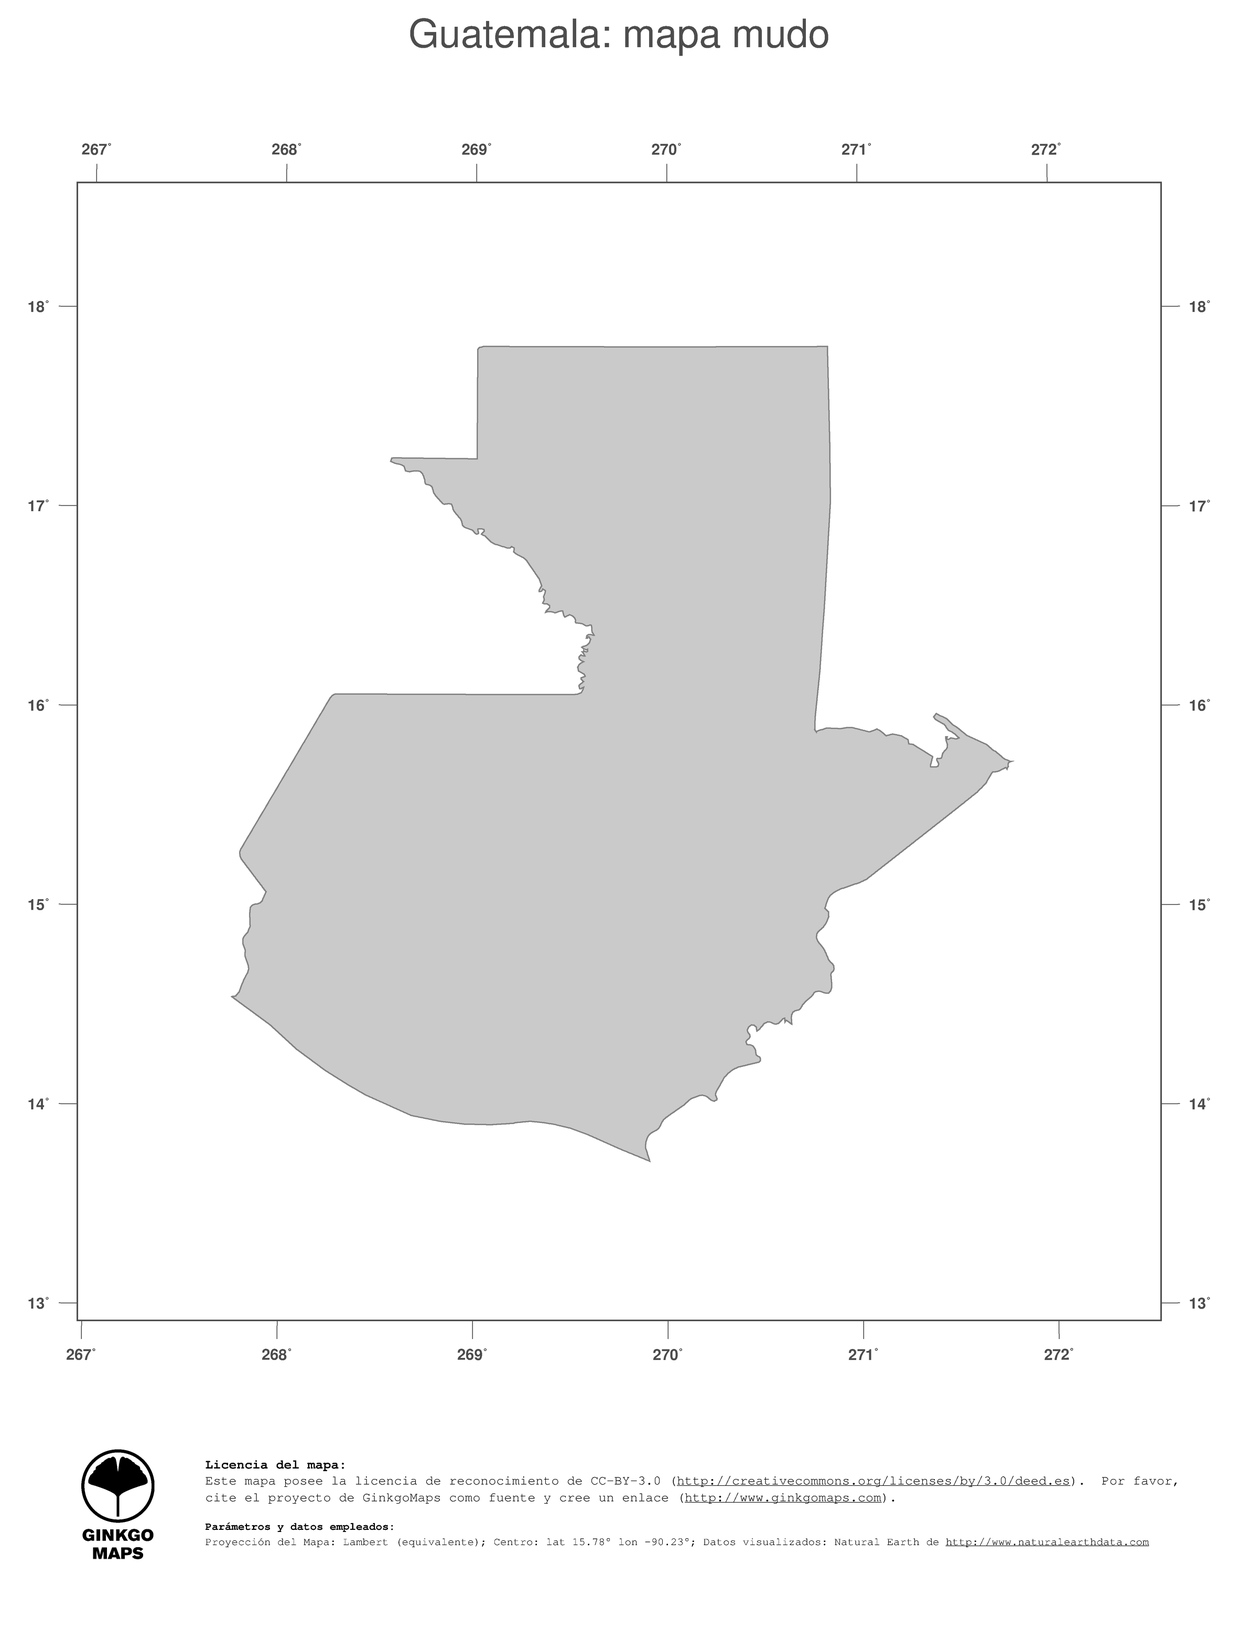 Guatemala: mapa mudo
267° 268° 269° 270° 271° 272°
18° 18°
17° 17°
16° 16°
15° 15°
14° 14°
13° 13°
267° 268° 269° 270° 271° 272°
GINKGO
MAPS
Licencia del mapa:
Este mapa posee la licencia de reconocimiento de CC-BY-3.0 (http://creativecommons.org/licenses/by/3.0/deed.es). Por favor,
cite el proyecto de GinkgoMaps como fuente y cree un enlace (http://www.ginkgomaps.com).
Parámetros y datos empleados:
Proyección del Mapa: Lambert (equivalente); Centro: lat 15.78° lon -90.23°; Datos visualizados: Natural Earth de http://www.naturalearthdata.com